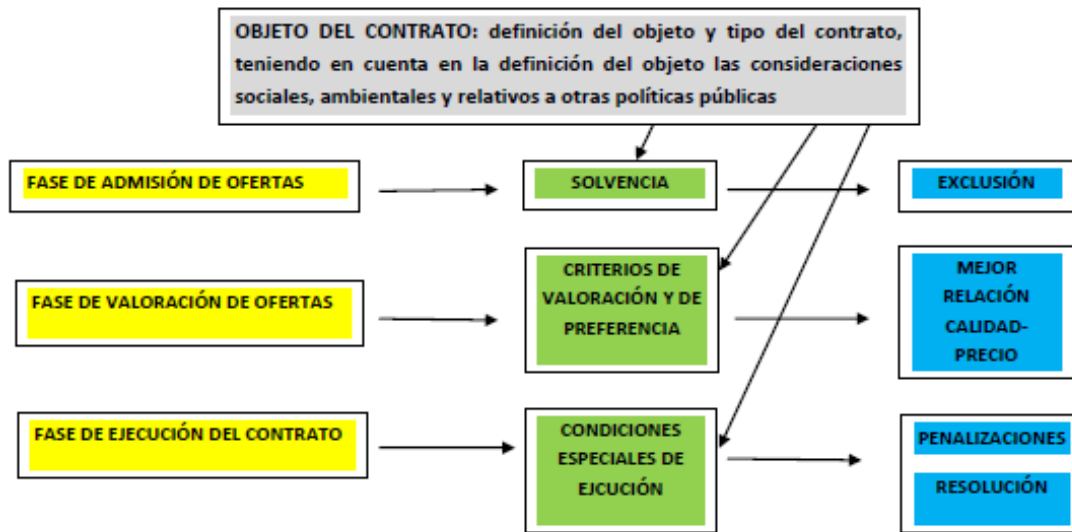 OBJETO DEL CONTRATO: definición del objeto y tipo del contrato,
teniendo en cuenta en la definición del objeto las consideraciones
sociales, ambientales y relativos a otras políticas públicas
FASE DE ADMISIÓN DE OFERTAS
SOLVENCIA
EXCLUSIÓN
FASE DE VALORACIÓN DE OFERTAS
CRITERIOS DE
VALORACIÓN Y DE
PREFERENCIA
MEJOR
RELACIÓN
CALIDAD-
PRECIO
FASE DE EJECUCIÓN DEL CONTRATO
CONDICIONES
ESPECIALES DE
EJCUCIÓN
PENALIZACIONES
RESOLUCIÓN